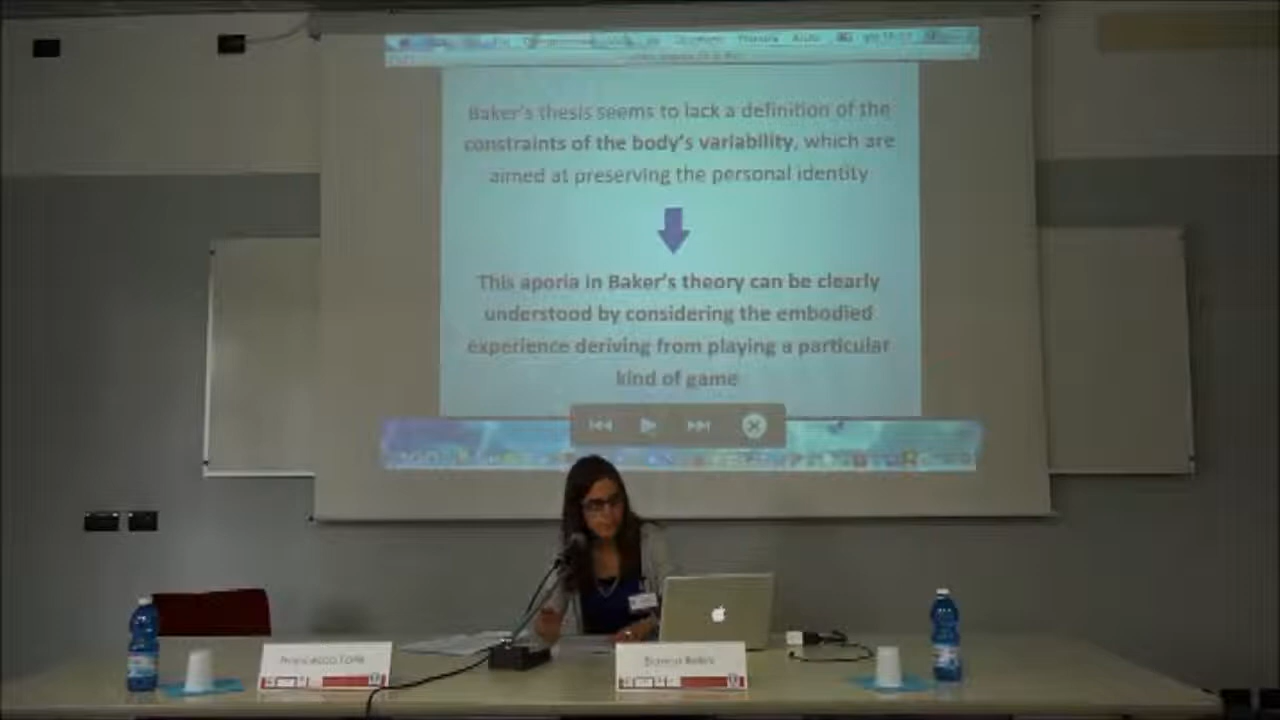 Baker's thesis seems to lack a definition of the
constraints of the body's variability, which are
aimed at preserving the personal identity
This aporia in Baker's theory can be clearly
understood by considering the embodied
experience deriving from playing a particular
kind of game